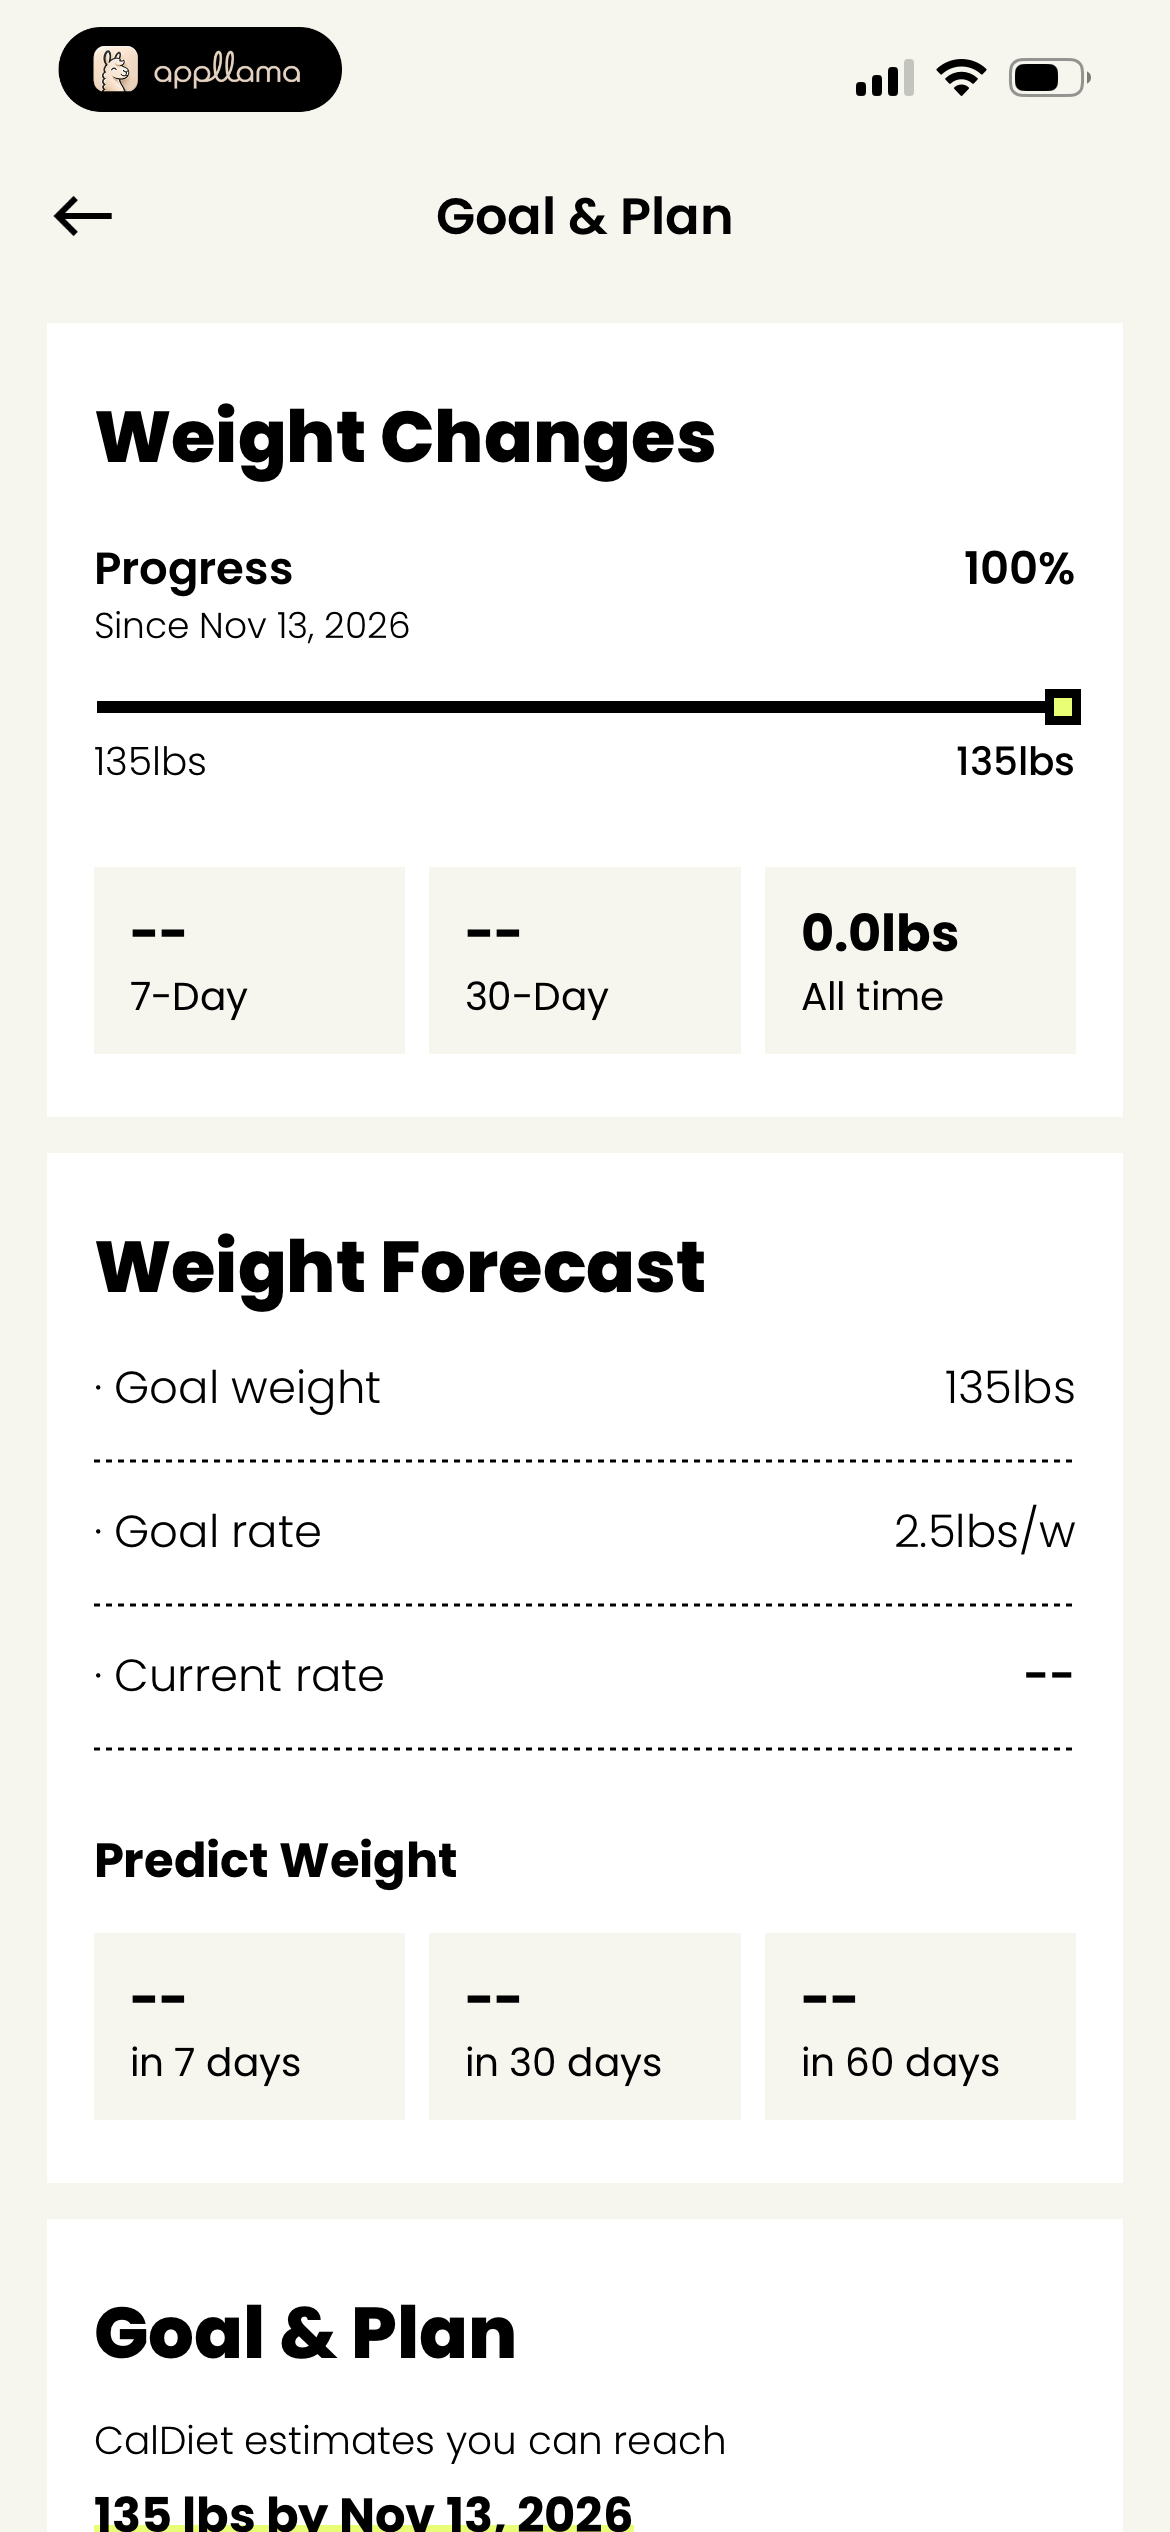 appllama
Goal & Plan
Weight Changes
Progress 100%
Since Nov 13, 2026
135lbs 135lbs
-- -- 0.0lbs
7-Day 30-Day All time
Weight Forecast
· Goal weight 135lbs
· Goal rate 2.5lbs/w
· Current rate --
Predict Weight
-- -- --
in 7 days in 30 days in 60 days
Goal & Plan
CalDiet estimates you can reach
135 lbs by Nov 13, 2026